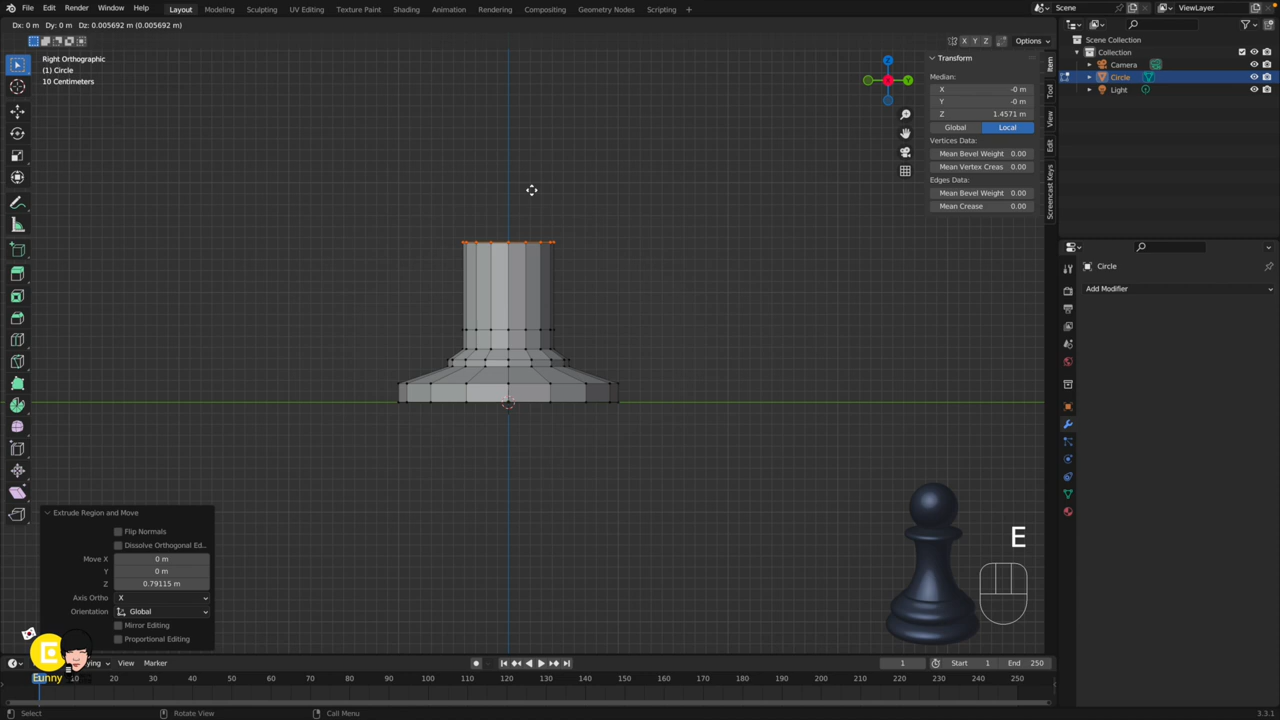 File Edit Render Window Help Layout Modeling Sculpting UV Editing Texture Paint Shading Animation Rendering Compositing Geometry Nodes Scripting Scene ViewLayer
Dx: 0 m Dy: 0 m Dz: 0.005692 m (0.005692 m)
X Y Z Options
Right Orthographic
(1) Circle
10 Centimeters
Transform
Median:
X -0 m
Y -0 m
Z 1.4571 m
Global Local
Vertices Data:
Mean Bevel Weight 0.00
Mean Vertex Creas 0.00
Edges Data:
Mean Bevel Weight 0.00
Mean Crease 0.00
Item
Tool
View
Edit
Screencast Keys
Z
Y
Scene Collection
Collection
Camera
Circle
Light
Circle
Add Modifier
Extrude Region and Move
Flip Normals
Dissolve Orthogonal Ed...
Move X 0 m
Y 0 m
Z 0.79115 m
Axis Ortho X
Orientation Global
Mirror Editing
Proportional Editing
E
View Marker
1 Start 1 End 250
Eunny
10 20 30 40 50 60 70 80 90 100 110 120 130 140 150 160 170 180 190 200 210 220 230 240 250
Select Rotate View Call Menu 3.3.1